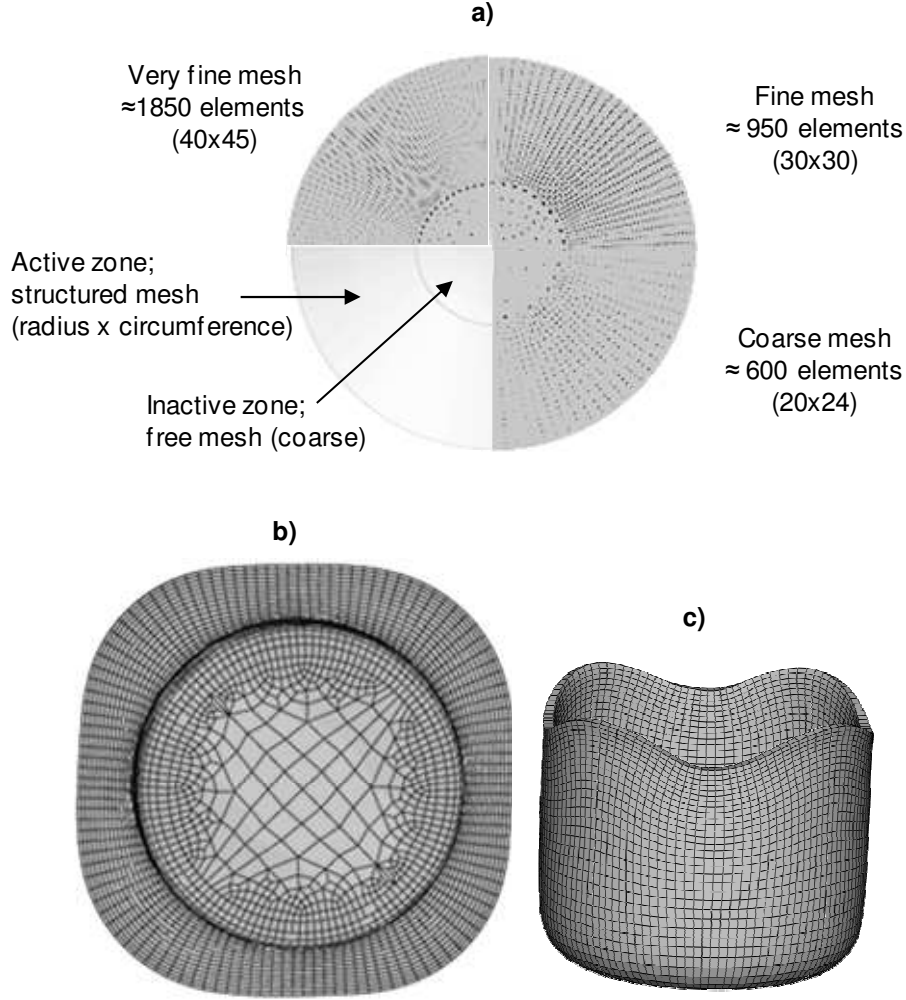 a)
Very fine mesh
≈1850 elements
(40x45)
Fine mesh
≈ 950 elements
(30x30)
Active zone;
structured mesh
(radius x circumference)
Coarse mesh
≈ 600 elements
(20x24)
Inactive zone;
free mesh (coarse)
b)
c)